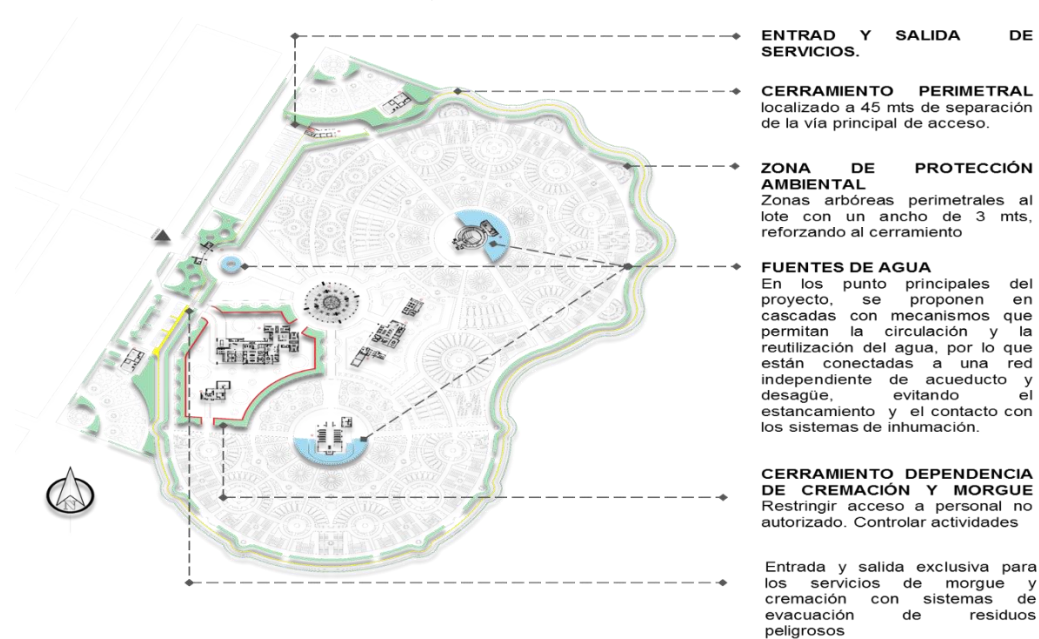 ENTRAD Y SALIDA DE
SERVICIOS.
CERRAMIENTO PERIMETRAL
localizado a 45 mts de separación
de la vía principal de acceso.
ZONA DE PROTECCIÓN
AMBIENTAL
Zonas arbóreas perimetrales al
lote con un ancho de 3 mts,
reforzando al cerramiento
FUENTES DE AGUA
En los punto principales del
proyecto, se proponen en
cascadas con mecanismos que
permitan la circulación y la
reutilización del agua, por lo que
están conectadas a una red
independiente de acueducto y
desagüe, evitando el
estancamiento y el contacto con
los sistemas de inhumación.
CERRAMIENTO DEPENDENCIA
DE CREMACIÓN Y MORGUE
Restringir acceso a personal no
autorizado. Controlar actividades
Entrada y salida exclusiva para
los servicios de morgue y
cremación con sistemas de
evacuación de residuos
peligrosos